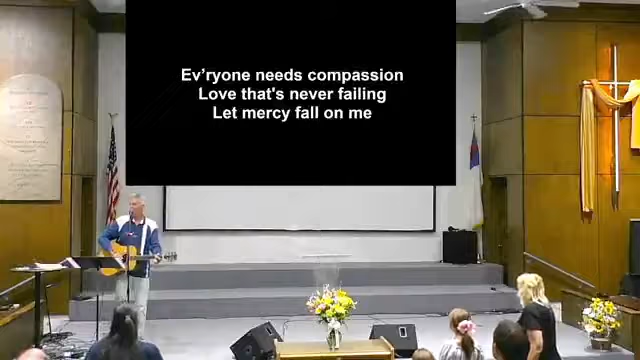 Ev’ryone needs compassion
Love that's never failing
Let mercy fall on me